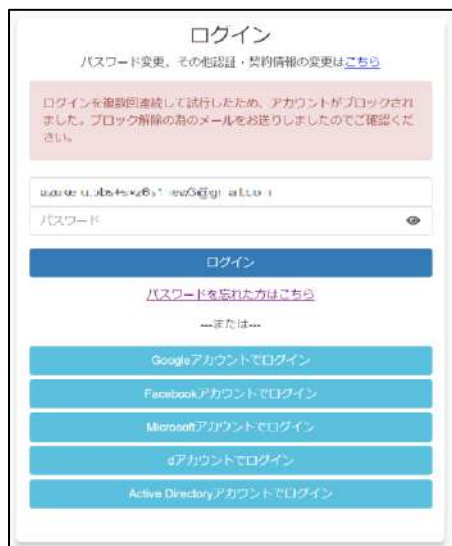 ログイン
パスワード変更、その他認証・契約情報の変更はこちら
ログインを複数回連続して試行したため、アカウントがブロックされ
ました。ブロック解除の為のメールをお送りしましたのでご確認くだ
さい。
パスワード
ログイン
パスワードを忘れた方はこちら
---または---
Googleアカウントでログイン
Facebookアカウントでログイン
Microsoftアカウントでログイン
dアカウントでログイン
Active Directoryアカウントでログイン